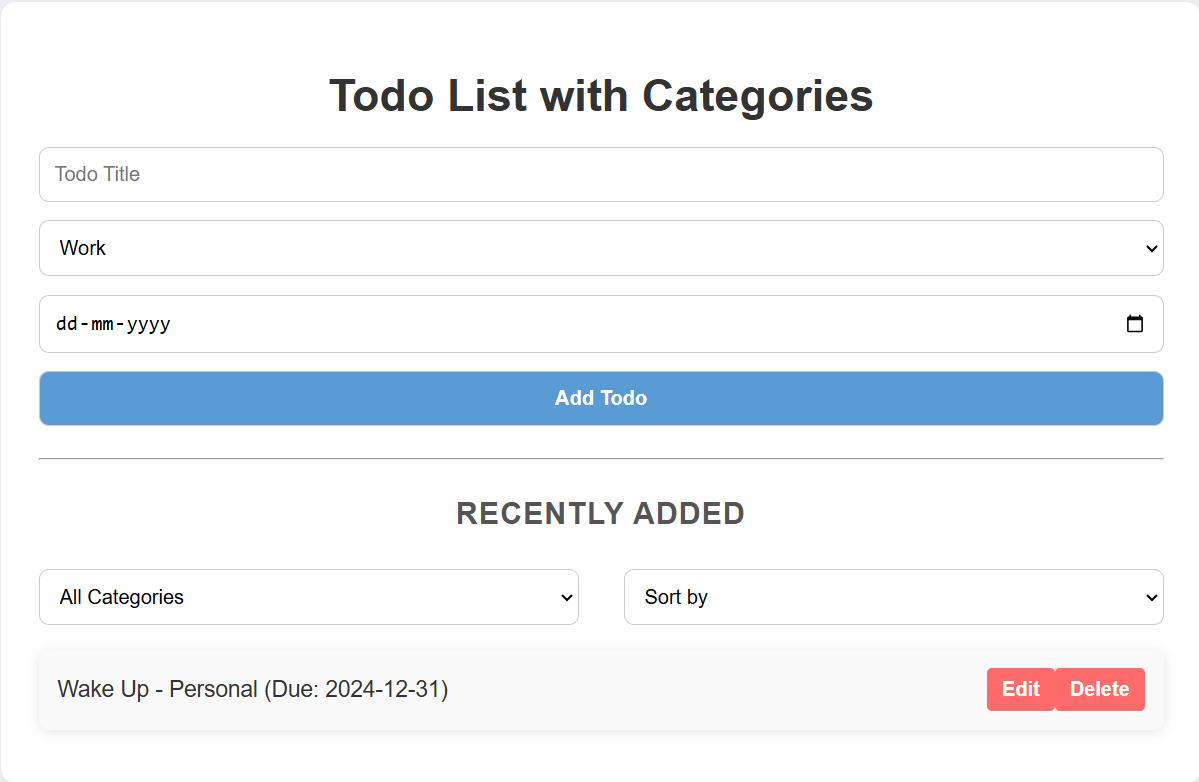 Todo List with Categories
Todo Title
Work
dd-mm-yyyy
Add Todo
RECENTLY ADDED
All Categories Sort by
Wake Up - Personal (Due: 2024-12-31) Edit Delete